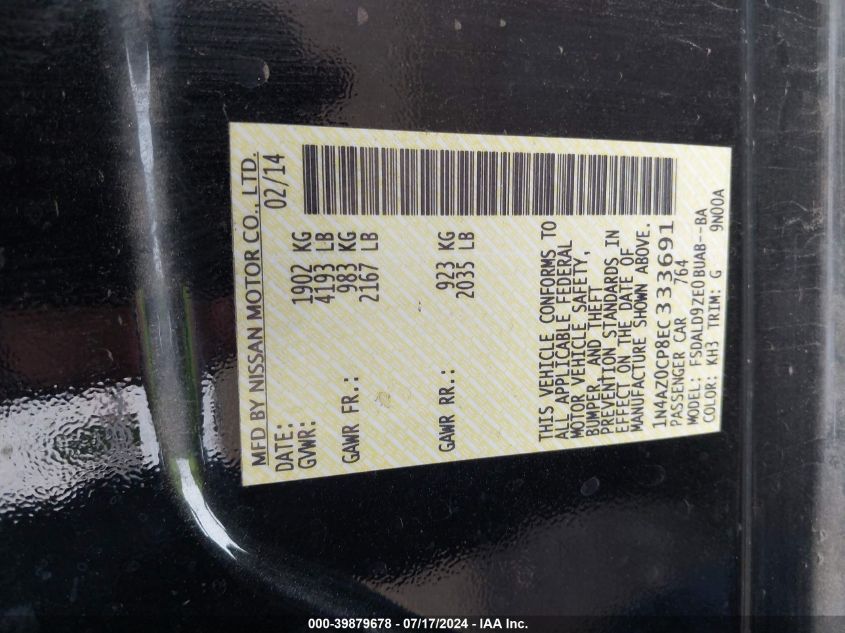 MFD BY NISSAN MOTOR CO., LTD.
DATE: 02/14
GVWR: 1902 KG
4193 LB
GAWR FR.: 983 KG
2167 LB
GAWR RR.: 923 KG
2035 LB
THIS VEHICLE CONFORMS TO
ALL APPLICABLE FEDERAL
MOTOR VEHICLE SAFETY,
BUMPER, AND THEFT
PREVENTION STANDARDS IN
EFFECT ON THE DATE OF
MANUFACTURE SHOWN ABOVE.
1N4AZ0CP8EC333691
PASSENGER CAR 764
MODEL: FSDALD9ZE0BUAB--BA
COLOR: KH3 TRIM: G 9N00A
000-39879678 - 07/17/2024 - IAA Inc.